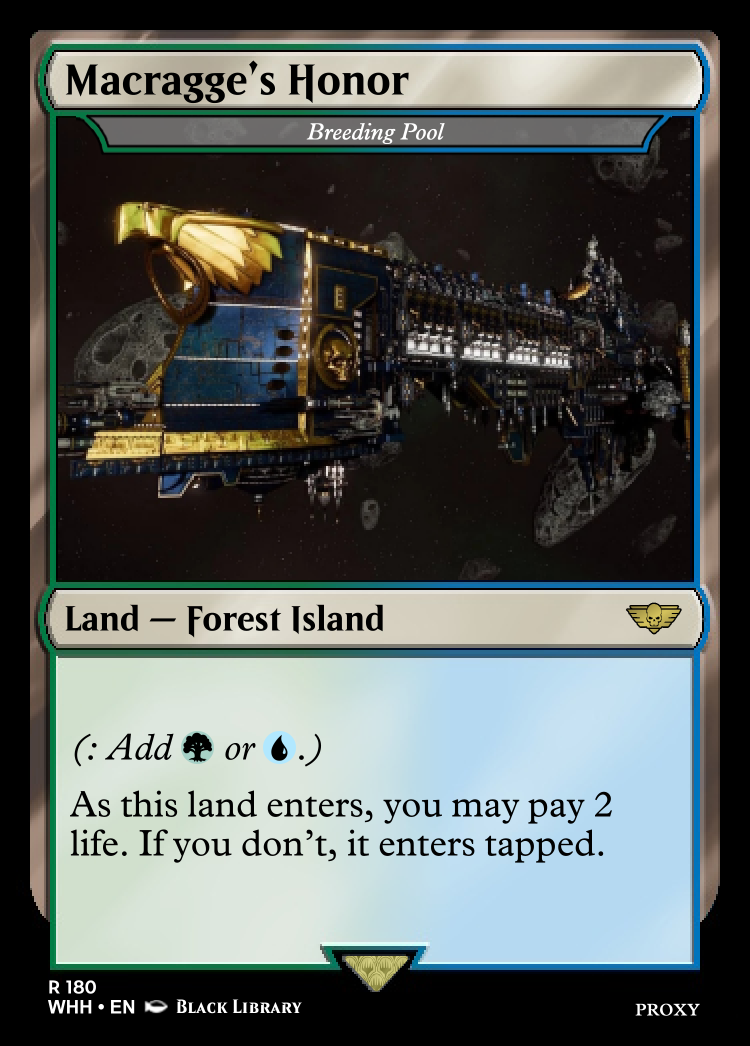 Macragge's Honor
Breeding Pool
Land — Forest Island
(: Add or .)
As this land enters, you may pay 2
life. If you don't, it enters tapped.
R 180
WHH • EN BLACK LIBRARY
PROXY